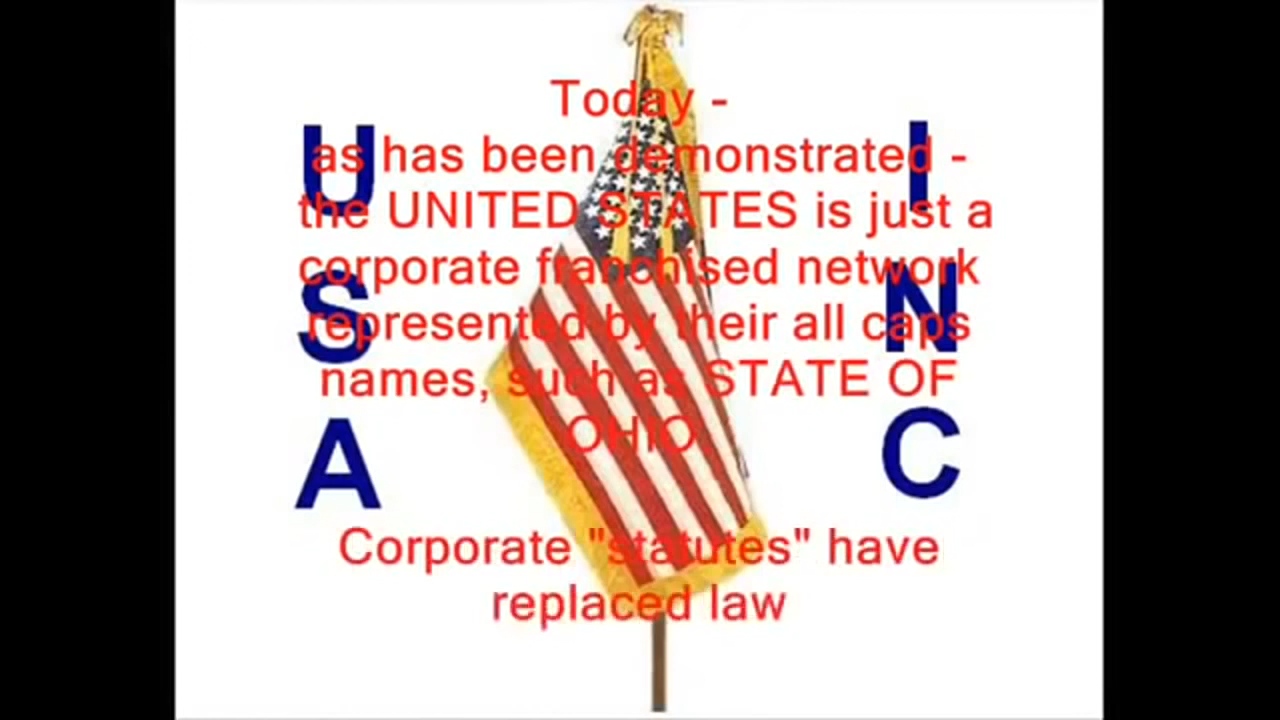 Today -
as has been demonstrated -
the UNITED STATES is just a
corporate franchised network
represented by their all caps
names, such as STATE OF
OHIO
Corporate "statutes" have
replaced law
U
S
A
I
N
C